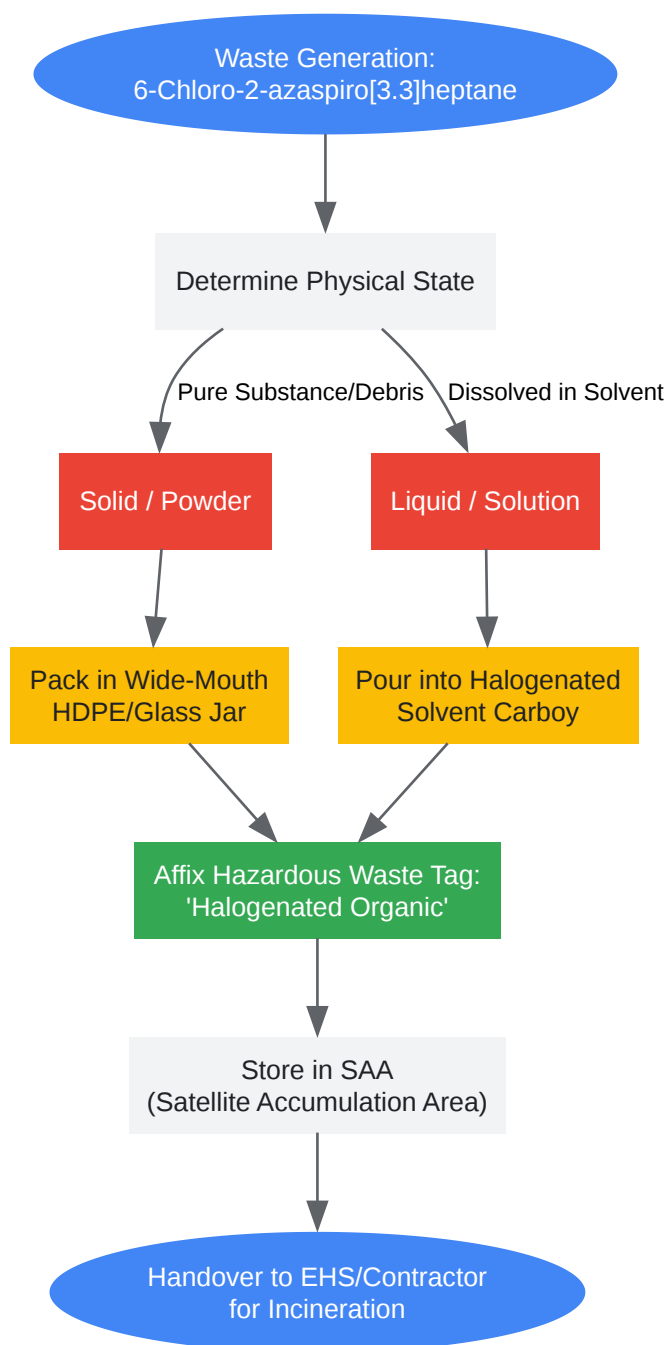 Waste Generation:
6-Chloro-2-azaspiro[3.3]heptane
Determine Physical State
Pure Substance/Debris
Dissolved in Solvent
Solid / Powder
Liquid / Solution
Pack in Wide-Mouth
HDPE/Glass Jar
Pour into Halogenated
Solvent Carboy
Affix Hazardous Waste Tag:
'Halogenated Organic'
Store in SAA
(Satellite Accumulation Area)
Handover to EHS/Contractor
for Incineration